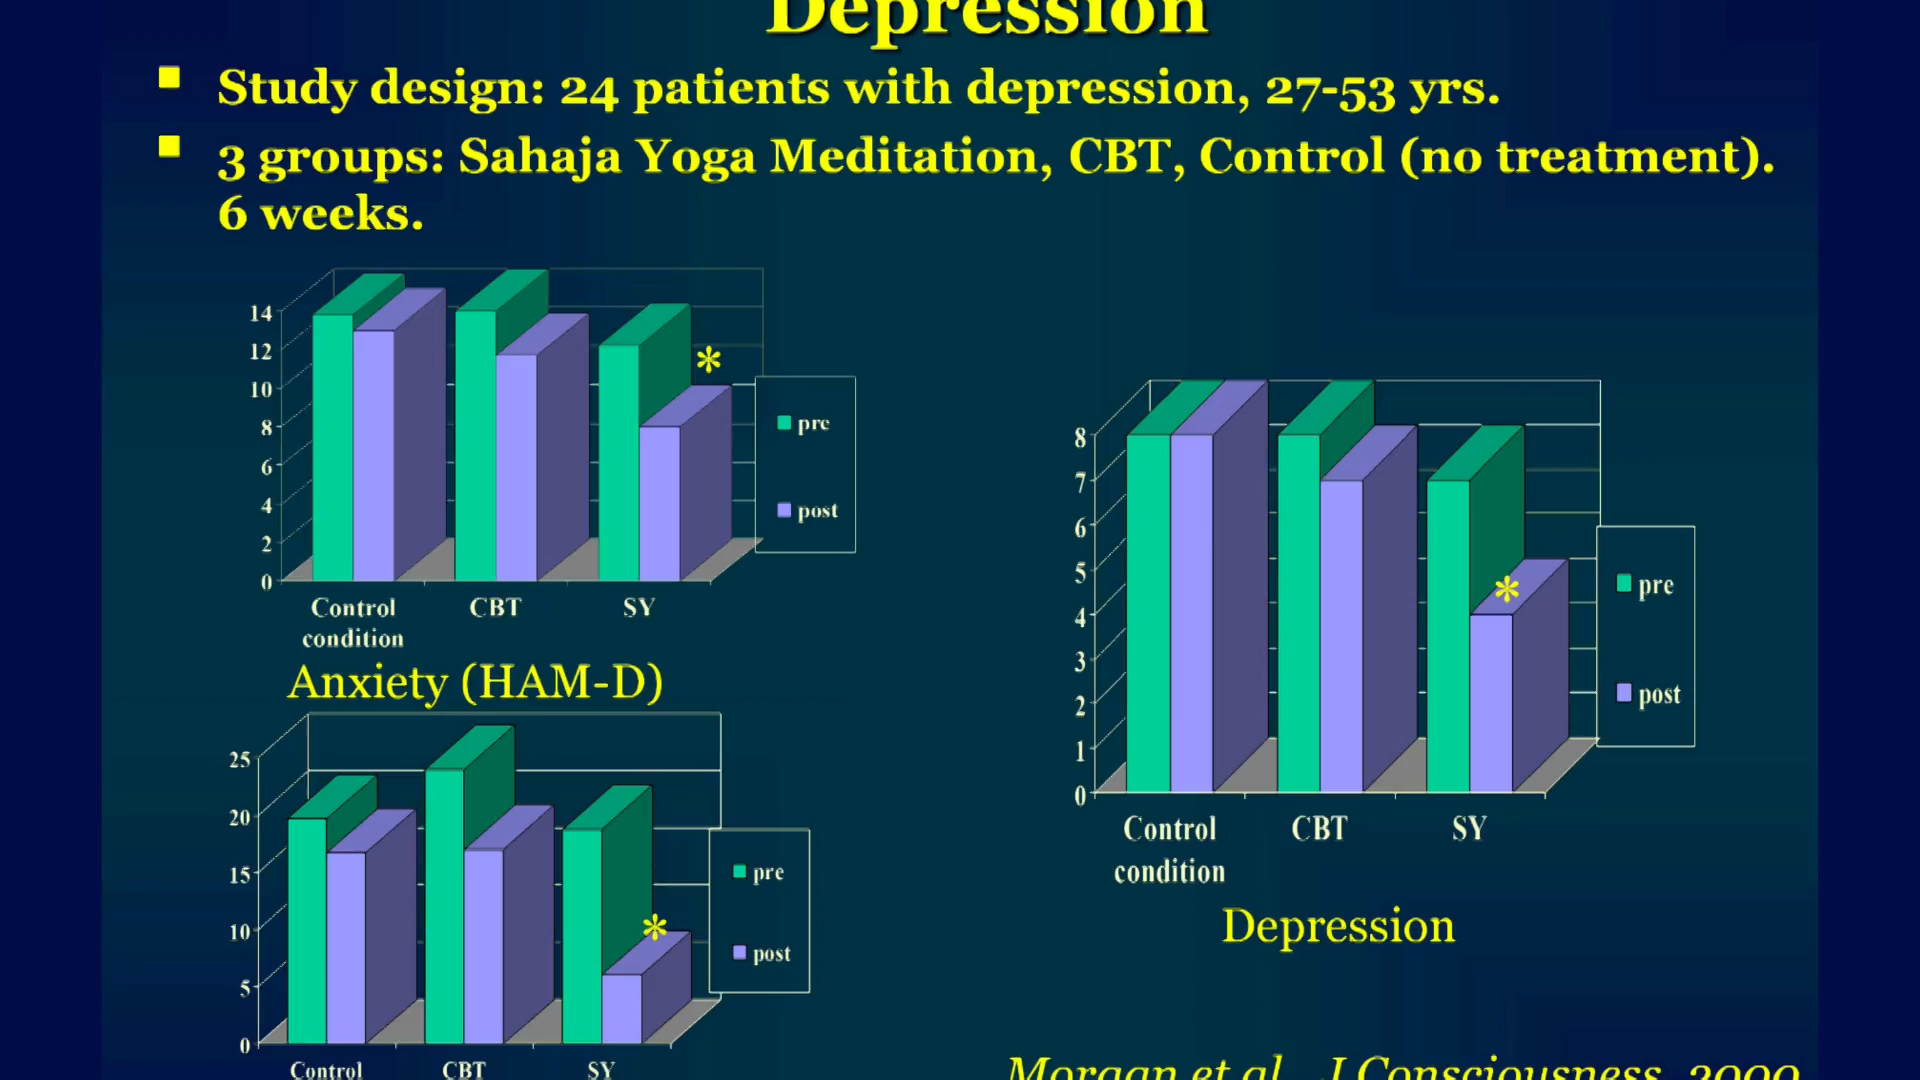 Depression
Study design: 24 patients with depression, 27-53 yrs.
3 groups: Sahaja Yoga Meditation, CBT, Control (no treatment).
6 weeks.
14
12
10
8
6
4
2
0
Control
condition
CBT
SY
pre
post
Anxiety (HAM-D)
25
20
15
10
5
0
Control
CBT
SY
pre
post
8
7
6
5
4
3
2
1
0
Control
condition
CBT
SY
pre
post
Depression
Morgan et al., J Consciousness, 2000